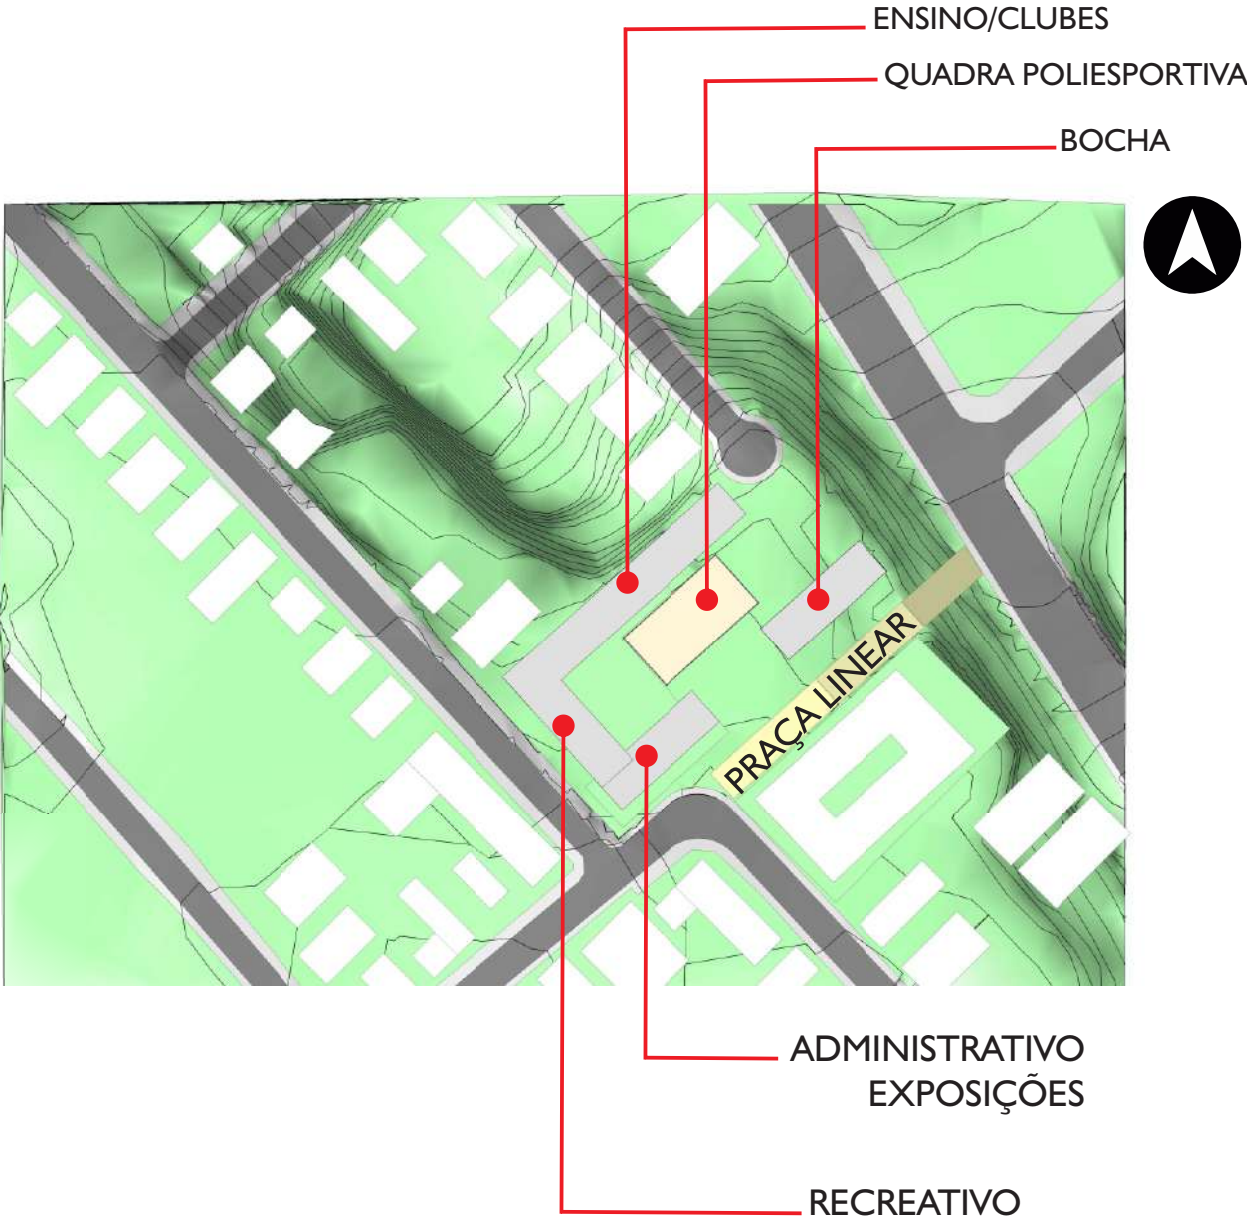 ENSINO/CLUBES
QUADRA POLIESPORTIVA
BOCHA
PRAÇA LINEAR
ADMINISTRATIVO
EXPOSIÇÕES
RECREATIVO